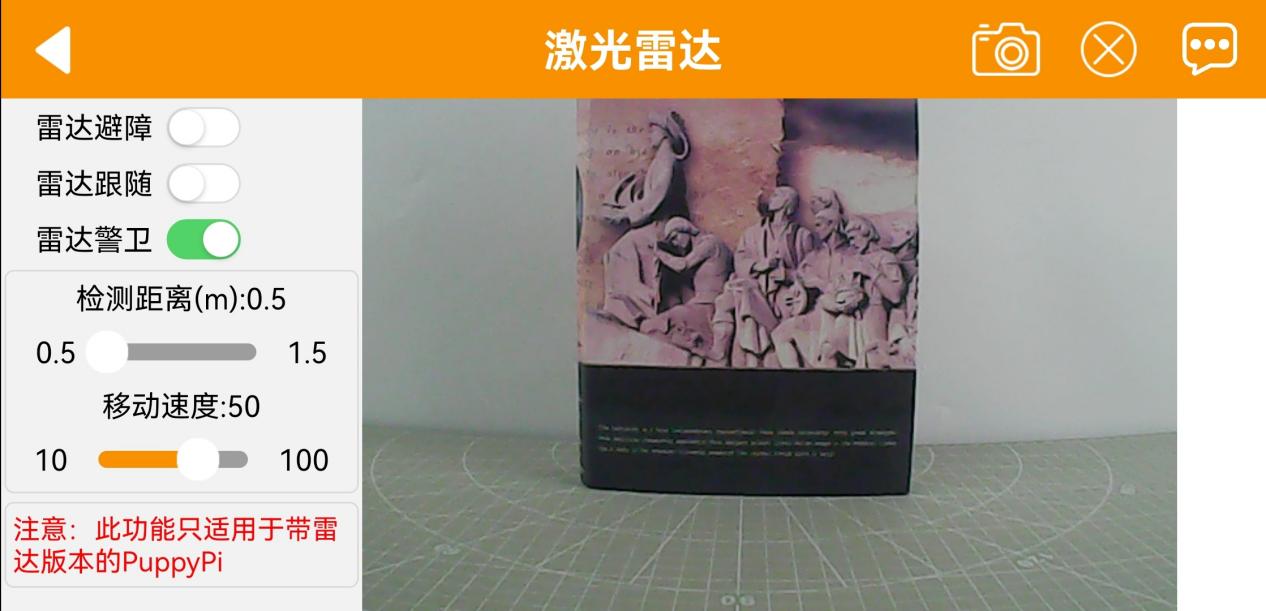 激光雷达
雷达避障
雷达跟随
雷达警卫
检测距离(m):0.5
0.5 1.5
移动速度:50
10 100
注意：此功能只适用于带雷
达版本的PuppyPi